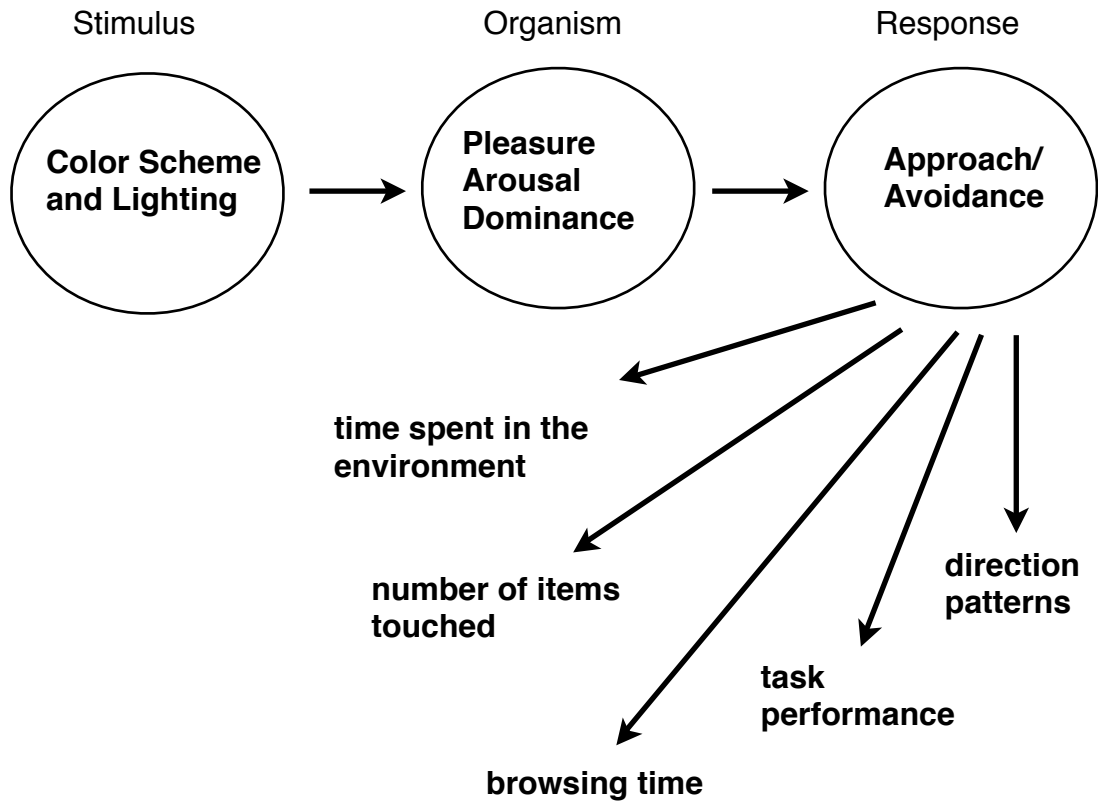 Stimulus
Organism
Response
Color Scheme
and Lighting
Pleasure
Arousal
Dominance
Approach/
Avoidance
time spent in the
environment
number of items
touched
browsing time
task
performance
direction
patterns